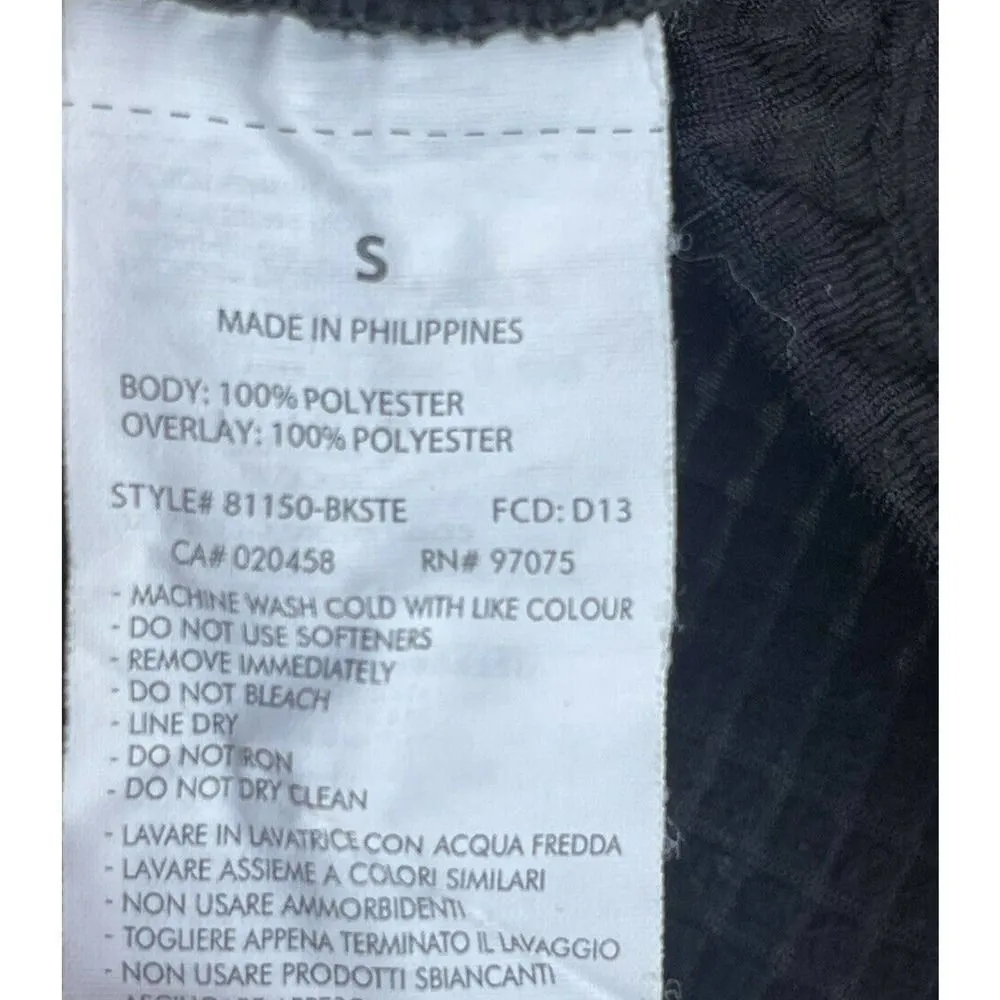 S
MADE IN PHILIPPINES
BODY: 100% POLYESTER
OVERLAY: 100% POLYESTER
STYLE# 81150-BKSTE FCD: D13
CA# 020458 RN# 97075
- MACHINE WASH COLD WITH LIKE COLOUR
- DO NOT USE SOFTENERS
- REMOVE IMMEDIATELY
- DO NOT BLEACH
- LINE DRY
- DO NOT IRON
- DO NOT DRY CLEAN
- LAVARE IN LAVATRICE CON ACQUA FREDDA
- LAVARE ASSIEME A COLORI SIMILARI
- NON USARE AMMORBIDENTI
- TOGLIERE APPENA TERMINATO IL LAVAGGIO
- NON USARE PRODOTTI SBIANCANTI